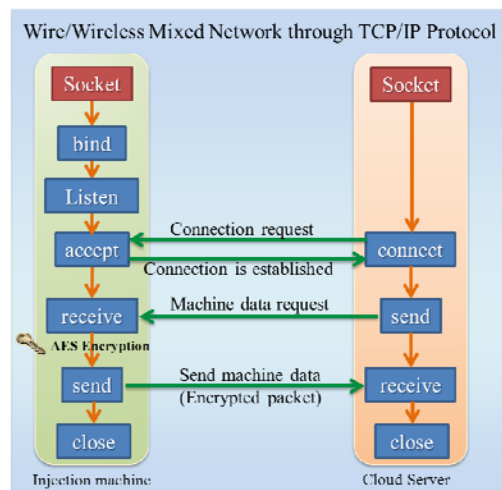 Wire/Wireless Mixed Network through TCP/IP Protocol
Socket
Socket
bind
Listen
Connection request
accept
connect
Connection is established
Machine data request
receive
send
AES Encryption
Send machine data
send
receive
(Encrypted packet)
close
close
Injection machine
Cloud Server